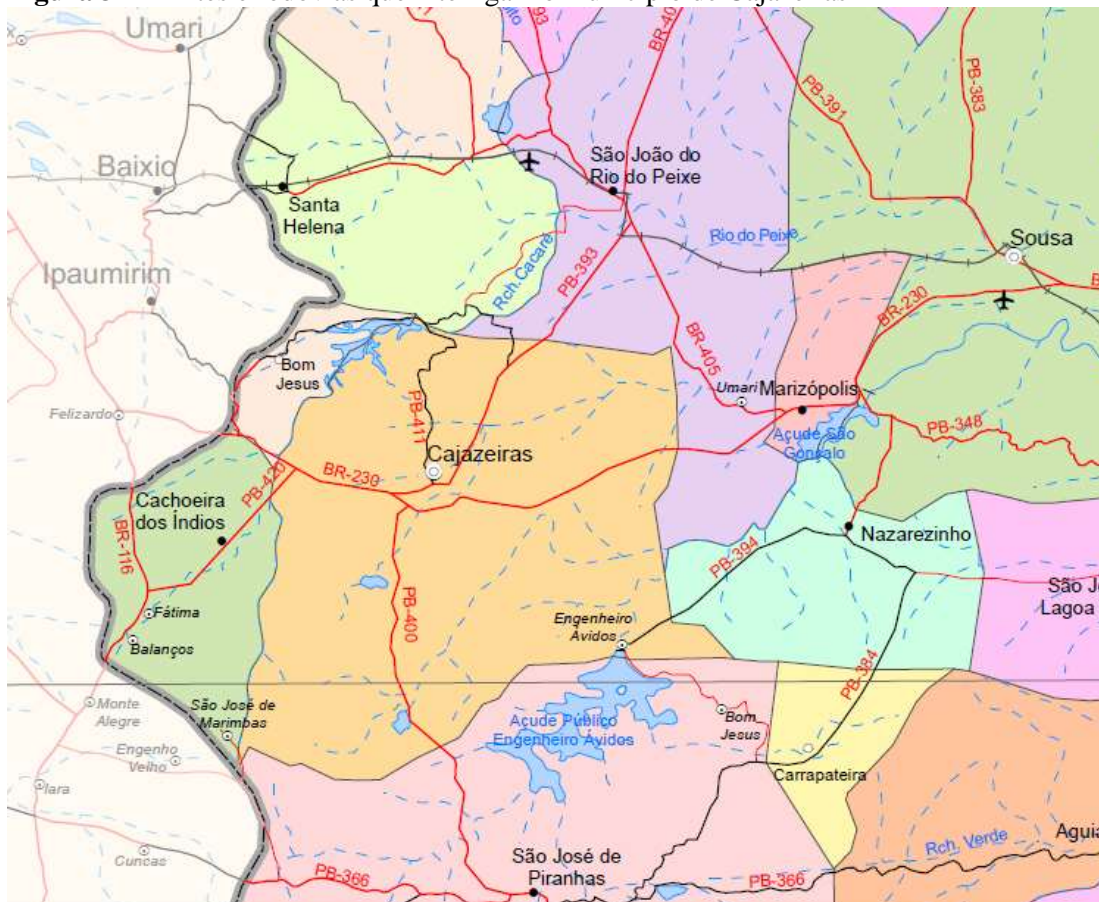 Umari
BR-405
PB-391
PB-383
Baixio
São João do
Rio do Peixe
Santa
Helena
Sousa
Rio do Peixe
Ipaumirim
Rch. Cacaré
PB-393
BR-230
Bom
Jesus
BR-405
Umari
Marizópolis
Felizardo
PB-411
Açude São
Gonçalo
PB-348
Cajazeiras
PB-420
BR-230
Cachoeira
dos Índios
BR-116
Nazarezinho
PB-394
Fátima
PB-400
Engenheiro
Ávidos
Lagoa
Balanços
PB-384
Monte
Alegre
São José de
Marimbas
Açude Público
Engenheiro Ávidos
Bom
Jesus
Engenho
Velho
Carrapateira
Iara
Cuncas
São José de
Piranhas
Rch. Verde
PB-366
PB-366